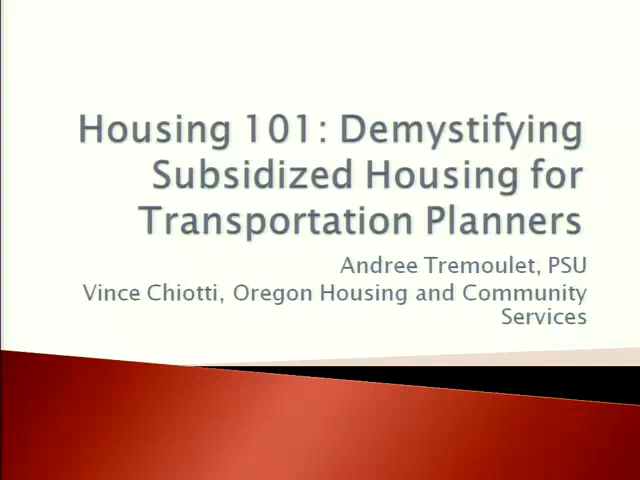 Housing 101: Demystifying
Subsidized Housing for
Transportation Planners
Andree Tremoulet, PSU
Vince Chiotti, Oregon Housing and Community
Services